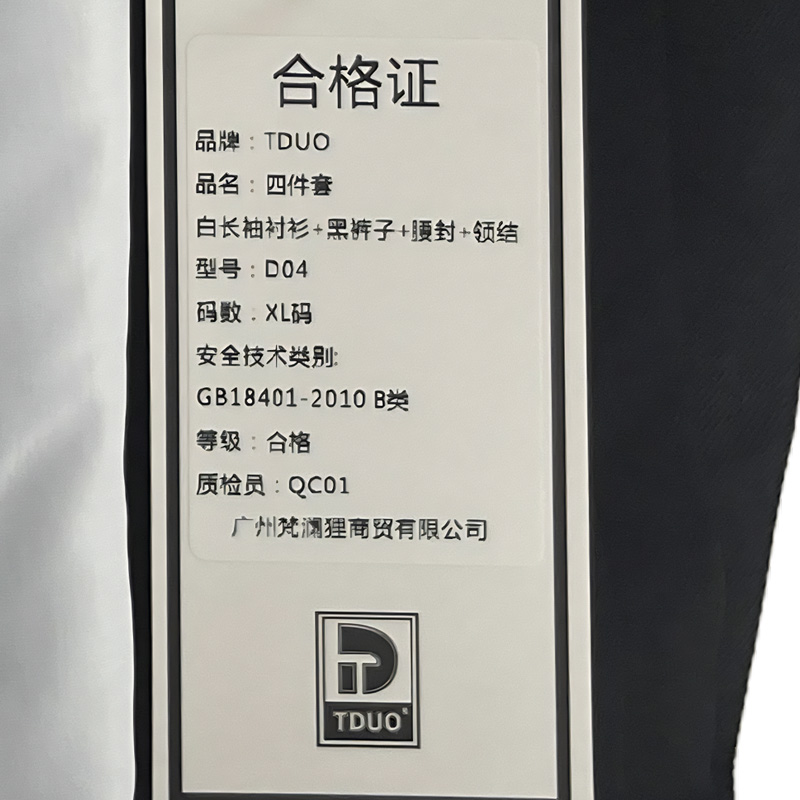 合格证
品牌：TDUO
品名：四件套
白长袖衬衫+黑裤子+腰封+领结
型号：D04
码数：XL码
安全技术类别:
GB18401-2010 B类
等级：合格
质检员：QC01
广州梵澜狸商贸有限公司
TDUO